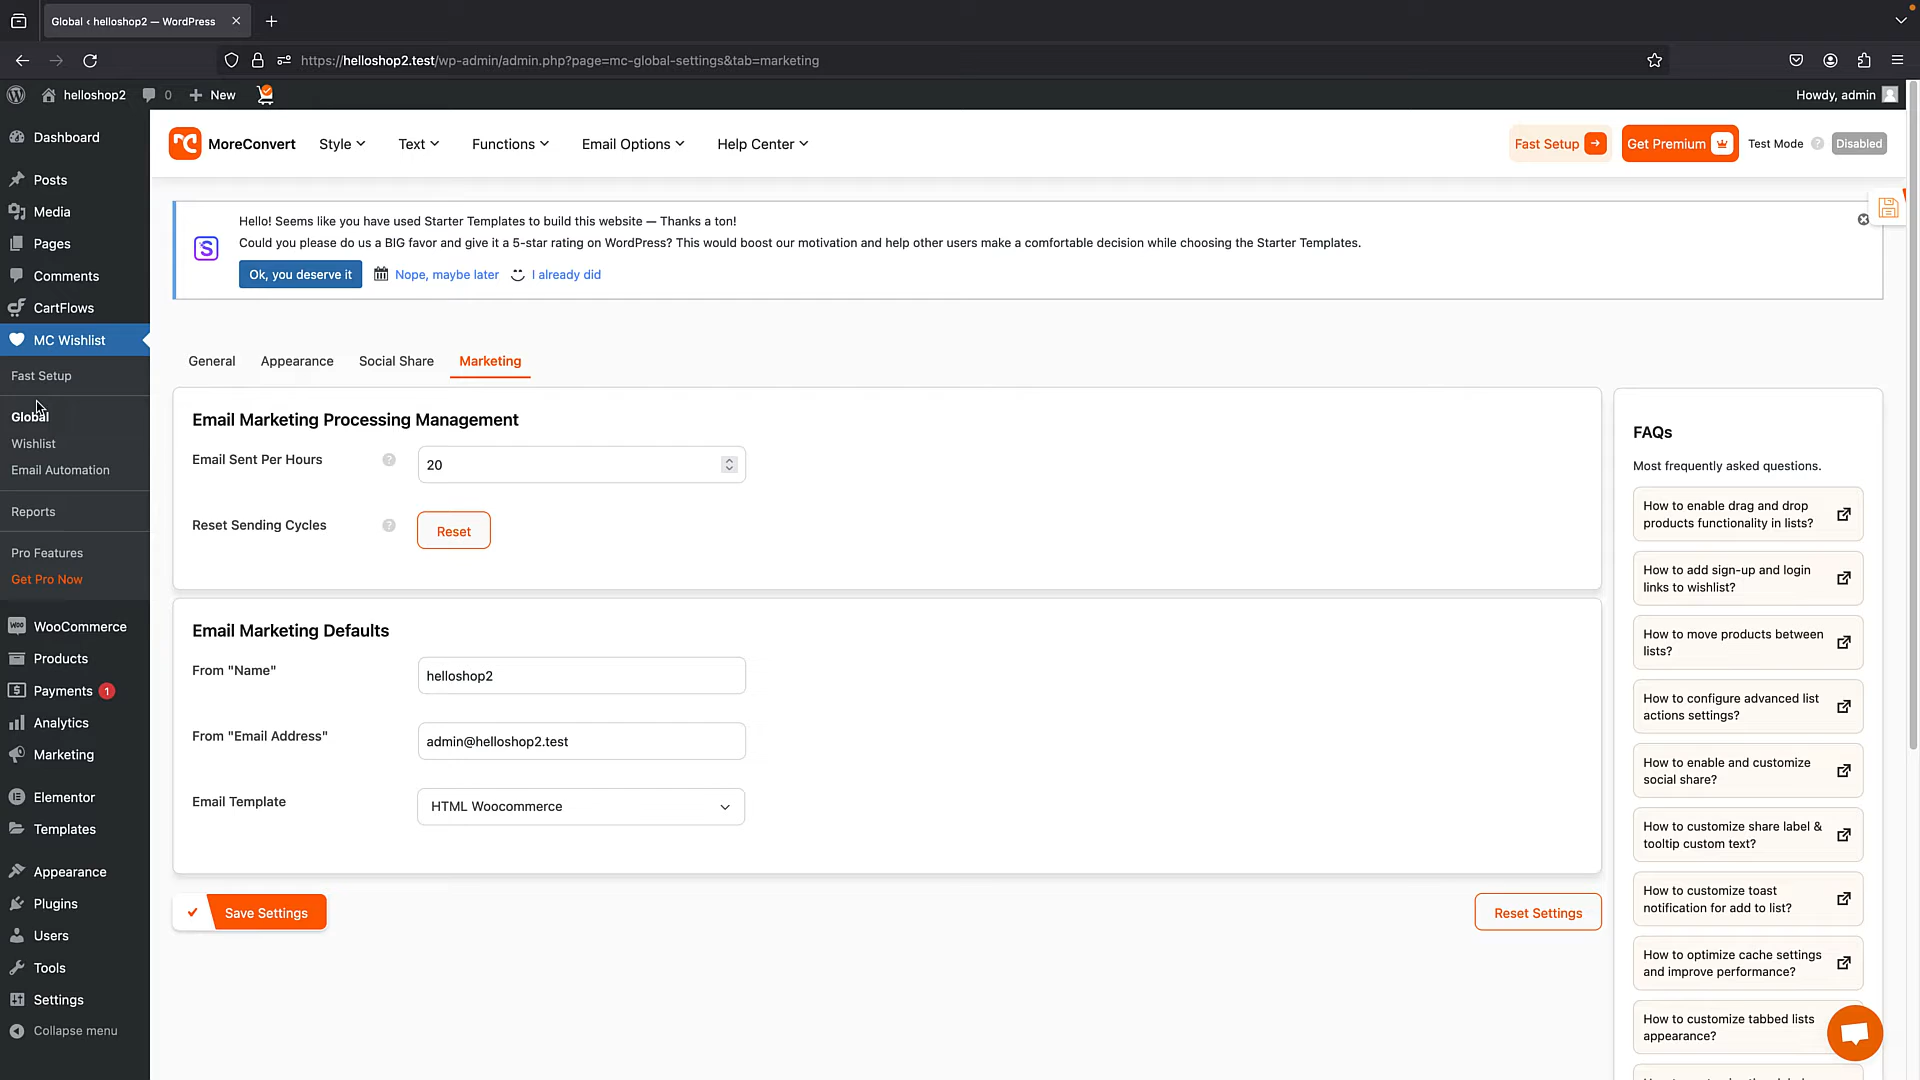 Global ‹ helloshop2 — WordPress
https://helloshop2.test/wp-admin/admin.php?page=mc-global-settings&tab=marketing
helloshop2
0
New
Howdy, admin
Dashboard
Posts
Media
Pages
Comments
CartFlows
MC Wishlist
Fast Setup
Global
Wishlist
Email Automation
Reports
Pro Features
Get Pro Now
WooCommerce
Products
Payments 1
Analytics
Marketing
Elementor
Templates
Appearance
Plugins
Users
Tools
Settings
Collapse menu
MoreConvert
Style
Text
Functions
Email Options
Help Center
Fast Setup
Get Premium
Test Mode
Disabled
Hello! Seems like you have used Starter Templates to build this website — Thanks a ton!
Could you please do us a BIG favor and give it a 5-star rating on WordPress? This would boost our motivation and help other users make a comfortable decision while choosing the Starter Templates.
Ok, you deserve it
Nope, maybe later
I already did
General
Appearance
Social Share
Marketing
Email Marketing Processing Management
Email Sent Per Hours
?
20
Reset Sending Cycles
?
Reset
Email Marketing Defaults
From "Name"
helloshop2
From "Email Address"
admin@helloshop2.test
Email Template
HTML Woocommerce
Save Settings
Reset Settings
FAQs
Most frequently asked questions.
How to enable drag and drop
products functionality in lists?
How to add sign-up and login
links to wishlist?
How to move products between
lists?
How to configure advanced list
actions settings?
How to enable and customize
social share?
How to customize share label &
tooltip custom text?
How to customize toast
notification for add to list?
How to optimize cache settings
and improve performance?
How to customize tabbed lists
appearance?